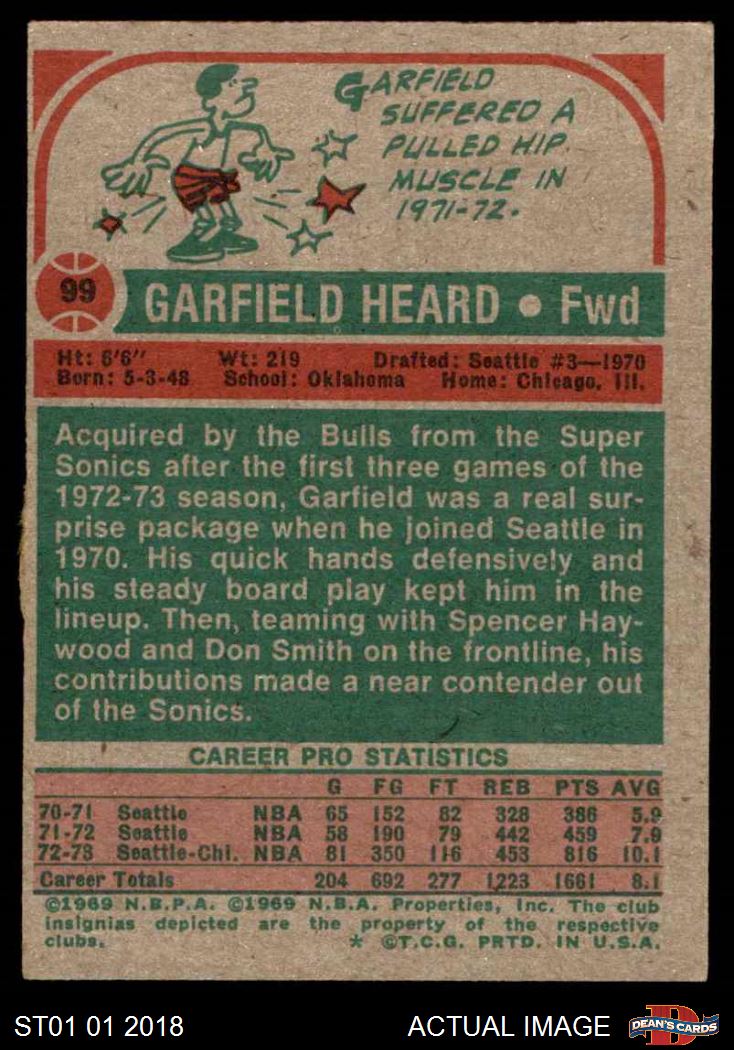 GARFIELD
SUFFERED A
PULLED HIP
MUSCLE IN
1971-72.
99
GARFIELD HEARD • Fwd
Ht: 6'6" Wt: 219 Drafted: Seattle #3—1970
Born: 5-3-48 School: Oklahoma Home: Chicago, Ill.
Acquired by the Bulls from the Super
Sonics after the first three games of the
1972-73 season, Garfield was a real sur-
prise package when he joined Seattle in
1970. His quick hands defensively and
his steady board play kept him in the
lineup. Then, teaming with Spencer Hay-
wood and Don Smith on the frontline, his
contributions made a near contender out
of the Sonics.
CAREER PRO STATISTICS
G FG FT REB PTS AVG
70-71 Seattle NBA 65 152 82 328 386 5.9
71-72 Seattle NBA 58 190 79 442 459 7.9
72-73 Seattle-Chi. NBA 81 350 116 453 816 10.1
Career Totals 204 692 277 1223 1661 8.1
©1969 N.B.P.A. ©1969 N.B.A. Properties, Inc. The club
insignias depicted are the property of the respective
clubs. * ©T.C.G. PRTD. IN U.S.A.
ST01 01 2018 ACTUAL IMAGE
DEAN'S CARDS